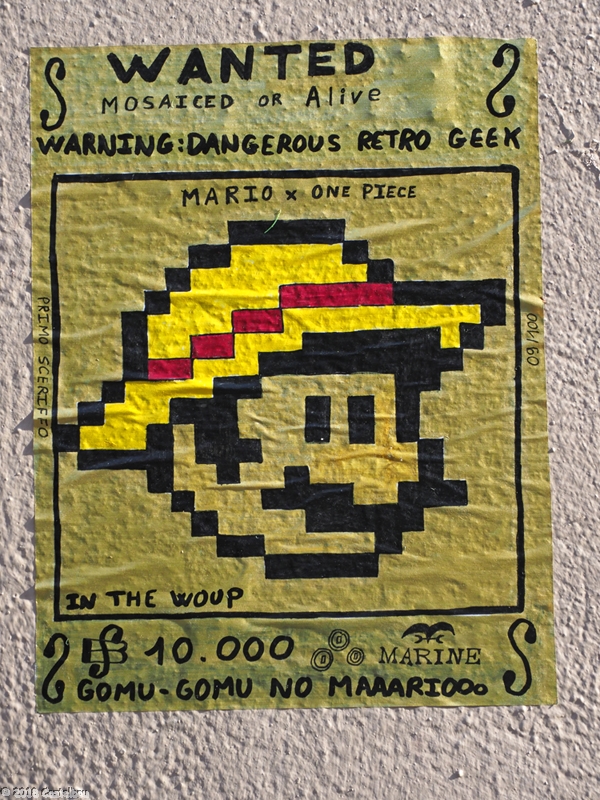 WANTED
MOSAICED OR Alive
WARNING:DANGEROUS RETRO GEEK
MARIO x ONE PIECE
PRIMO SCERIFFO
09/100
IN THE WOUP
10.000
MARINE
GOMU-GOMU NO MAAARIOOO